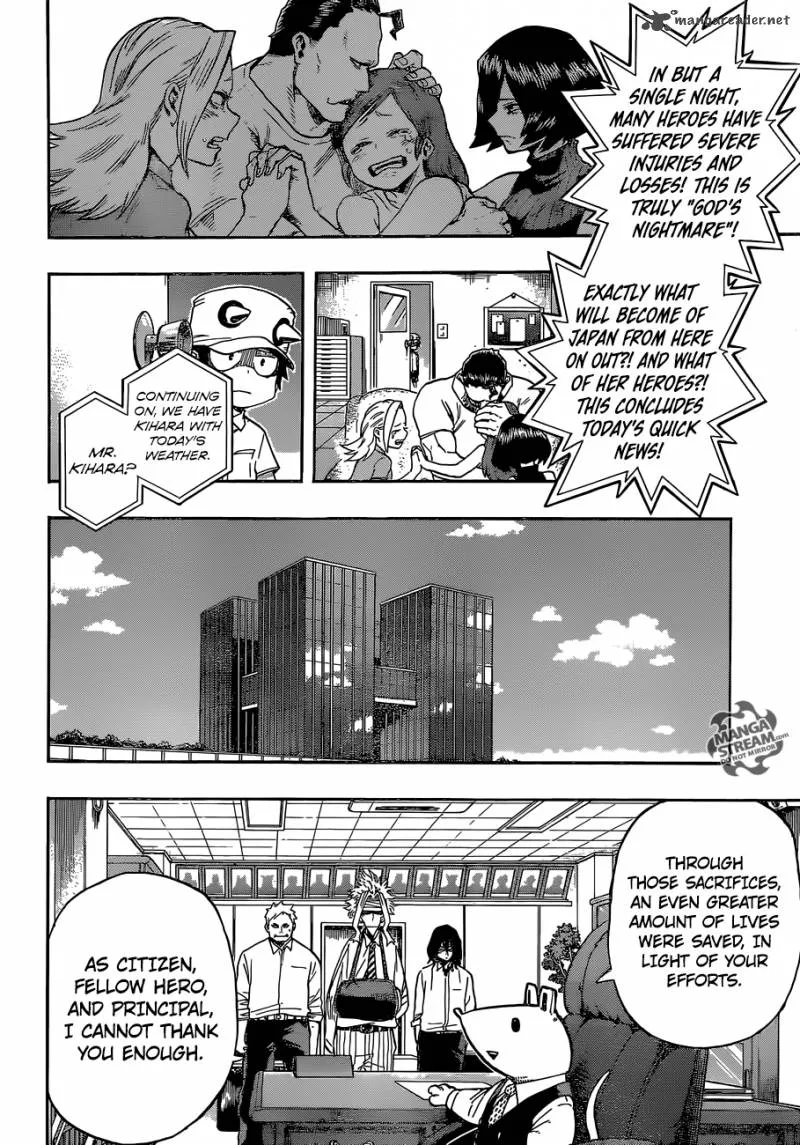 mangareader.net
IN BUT A
SINGLE NIGHT,
MANY HEROES HAVE
SUFFERED SEVERE
INJURIES AND
LOSSES! THIS IS
TRULY "GOD'S
NIGHTMARE"!
EXACTLY WHAT
WILL BECOME OF
JAPAN FROM HERE
ON OUT?! AND WHAT
OF HER HEROES?!
THIS CONCLUDES
TODAY'S QUICK
NEWS!
CONTINUING
ON, WE HAVE
KIHARA WITH
TODAY'S
WEATHER.
MR.
KIHARA?
MANGA
STREAM.com
DO NOT MIRROR
THROUGH
THOSE SACRIFICES,
AN EVEN GREATER
AMOUNT OF LIVES
WERE SAVED, IN
LIGHT OF YOUR
EFFORTS.
AS CITIZEN,
FELLOW HERO,
AND PRINCIPAL,
I CANNOT THANK
YOU ENOUGH.